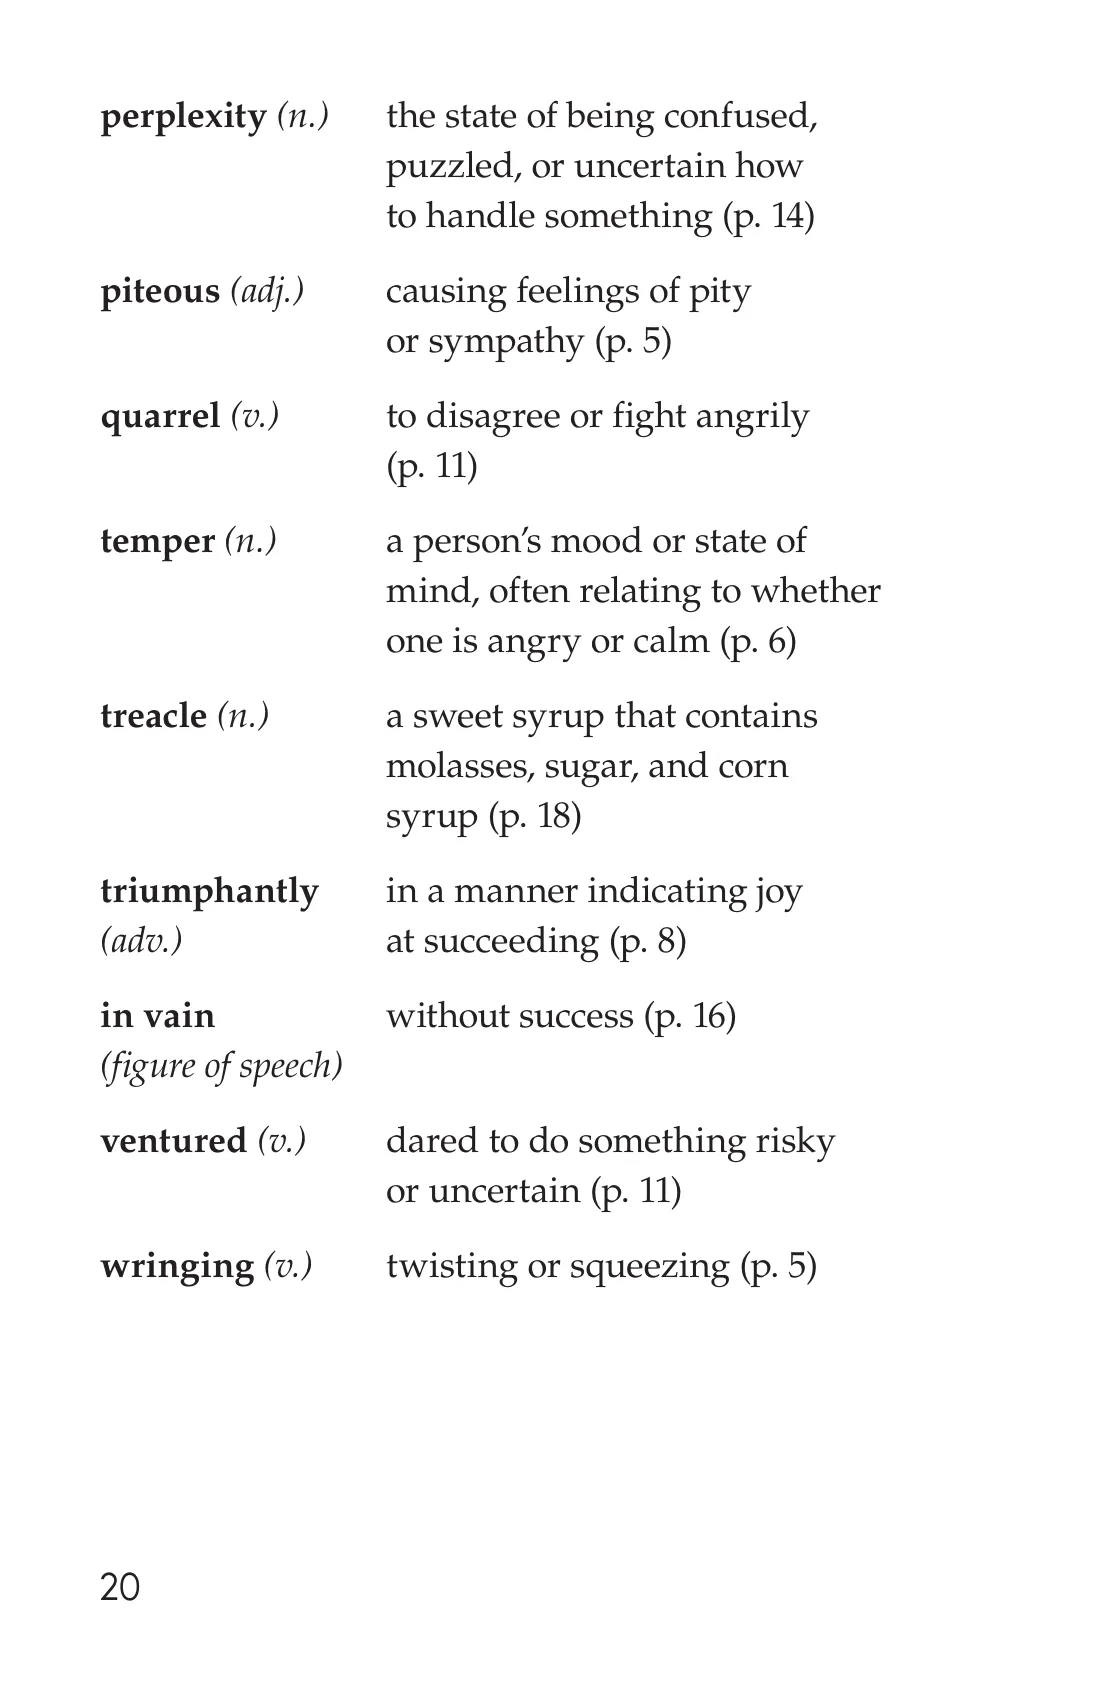 perplexity (n.) the state of being confused,
puzzled, or uncertain how
to handle something (p. 14)
piteous (adj.) causing feelings of pity
or sympathy (p. 5)
quarrel (v.) to disagree or fight angrily
(p. 11)
temper (n.) a person’s mood or state of
mind, often relating to whether
one is angry or calm (p. 6)
treacle (n.) a sweet syrup that contains
molasses, sugar, and corn
syrup (p. 18)
triumphantly in a manner indicating joy
(adv.) at succeeding (p. 8)
in vain without success (p. 16)
(figure of speech)
ventured (v.) dared to do something risky
or uncertain (p. 11)
wringing (v.) twisting or squeezing (p. 5)
20